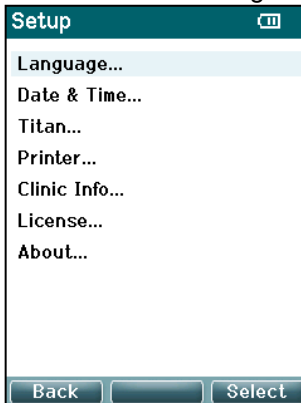 Setup
Language...
Date & Time...
Titan...
Printer...
Clinic Info...
License...
About...
Back Select